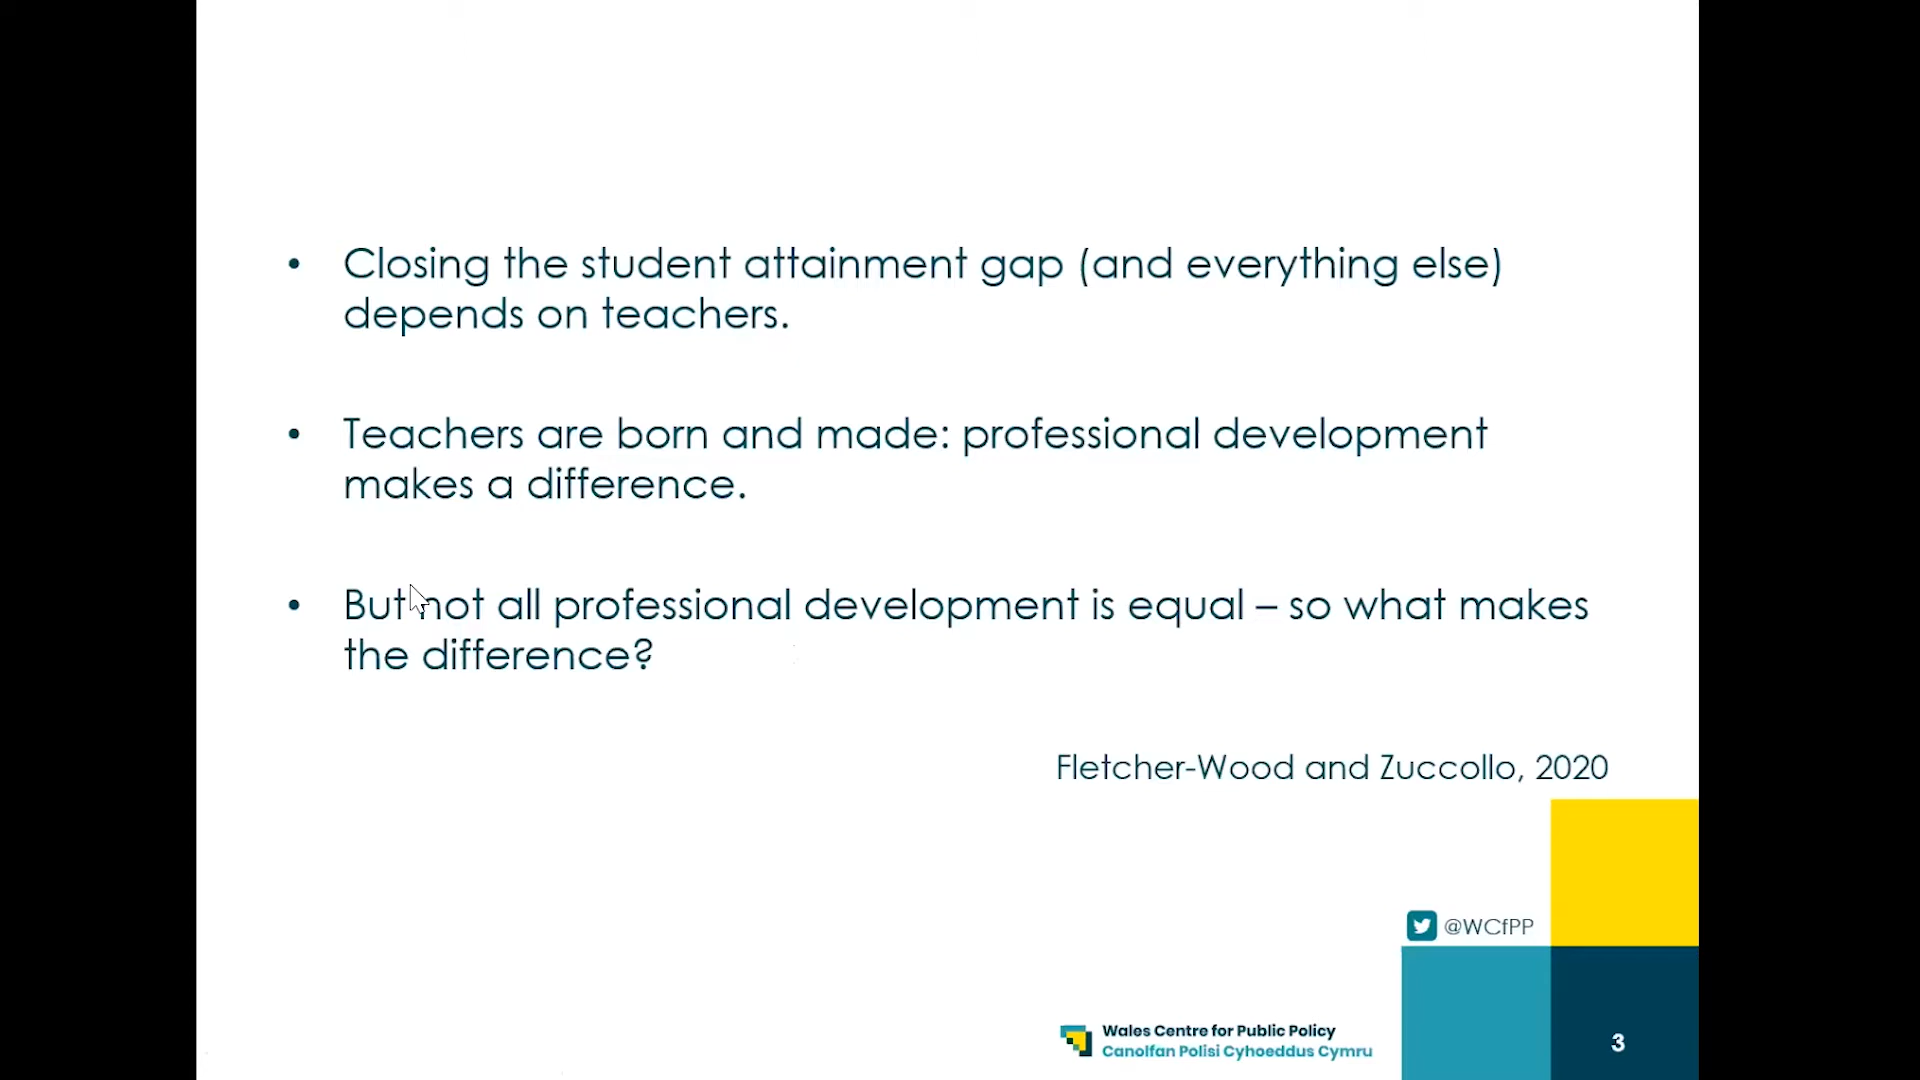 • Closing the student attainment gap (and everything else)
depends on teachers.
• Teachers are born and made: professional development
makes a difference.
• But not all professional development is equal – so what makes
the difference?
Fletcher-Wood and Zuccollo, 2020
@WCfPP
Wales Centre for Public Policy
Canolfan Polisi Cyhoeddus Cymru
3